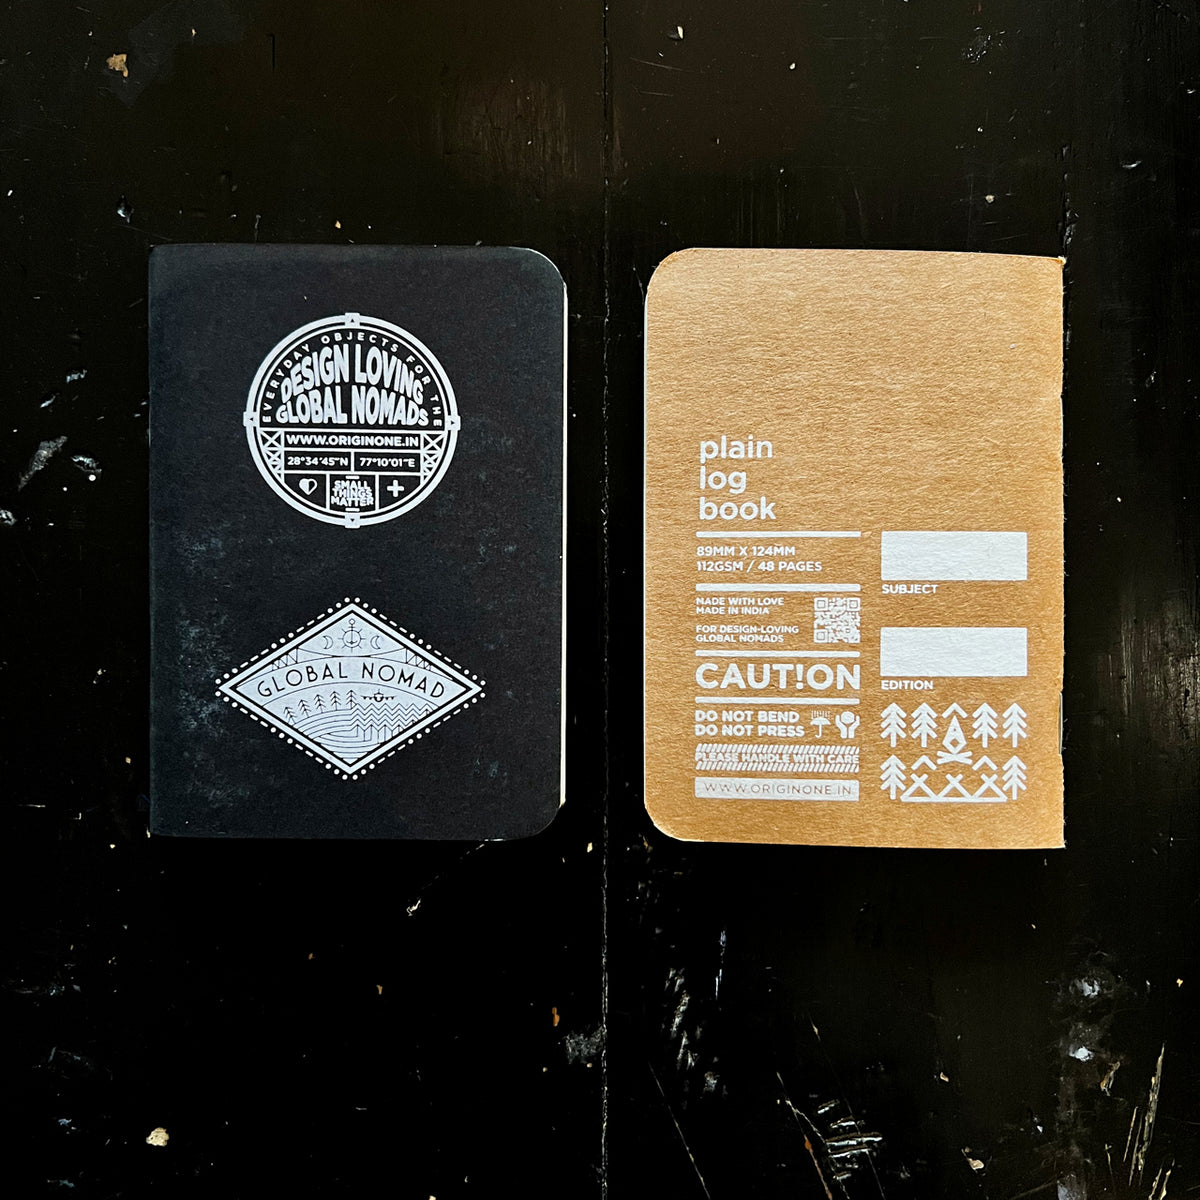 EVERYDAY OBJECTS FOR THE
DESIGN LOVING
GLOBAL NOMADS
WWW.ORIGINONE.IN
28°34'45"N 77°10'01"E
SMALL
THINGS
MATTER
GLOBAL NOMAD
plain
log
book
89MM X 124MM
112GSM / 48 PAGES
MADE WITH LOVE
MADE IN INDIA
FOR DESIGN-LOVING
GLOBAL NOMADS
CAUT!ON
DO NOT BEND
DO NOT PRESS
PLEASE HANDLE WITH CARE
WWW.ORIGINONE.IN
SUBJECT
EDITION